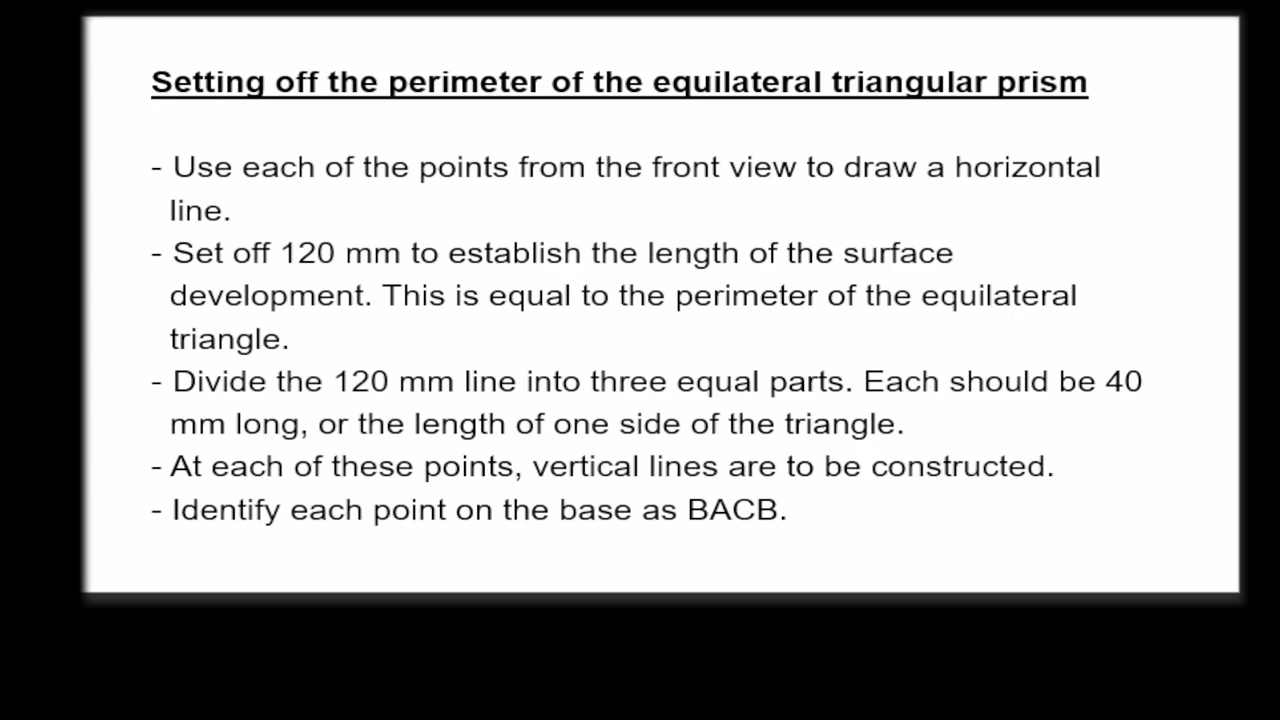 Setting off the perimeter of the equilateral triangular prism
- Use each of the points from the front view to draw a horizontal
line.
- Set off 120 mm to establish the length of the surface
development. This is equal to the perimeter of the equilateral
triangle.
- Divide the 120 mm line into three equal parts. Each should be 40
mm long, or the length of one side of the triangle.
- At each of these points, vertical lines are to be constructed.
- Identify each point on the base as BACB.